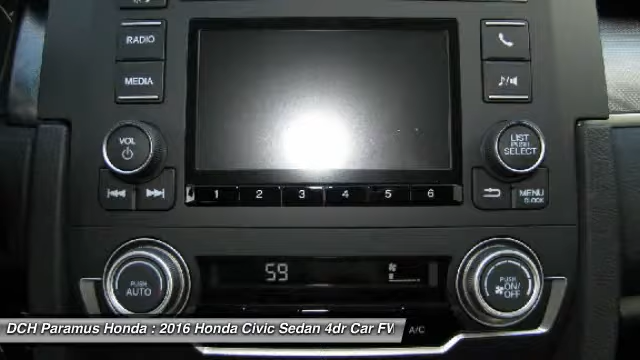 RADIO
MEDIA
♪/
VOL
LIST
PUSH
SELECT
1 2 3 4 5 6
MENU
CLOCK
PUSH
AUTO
59
PUSH
ON/
OFF
A/C
DCH Paramus Honda : 2016 Honda Civic Sedan 4dr Car FW